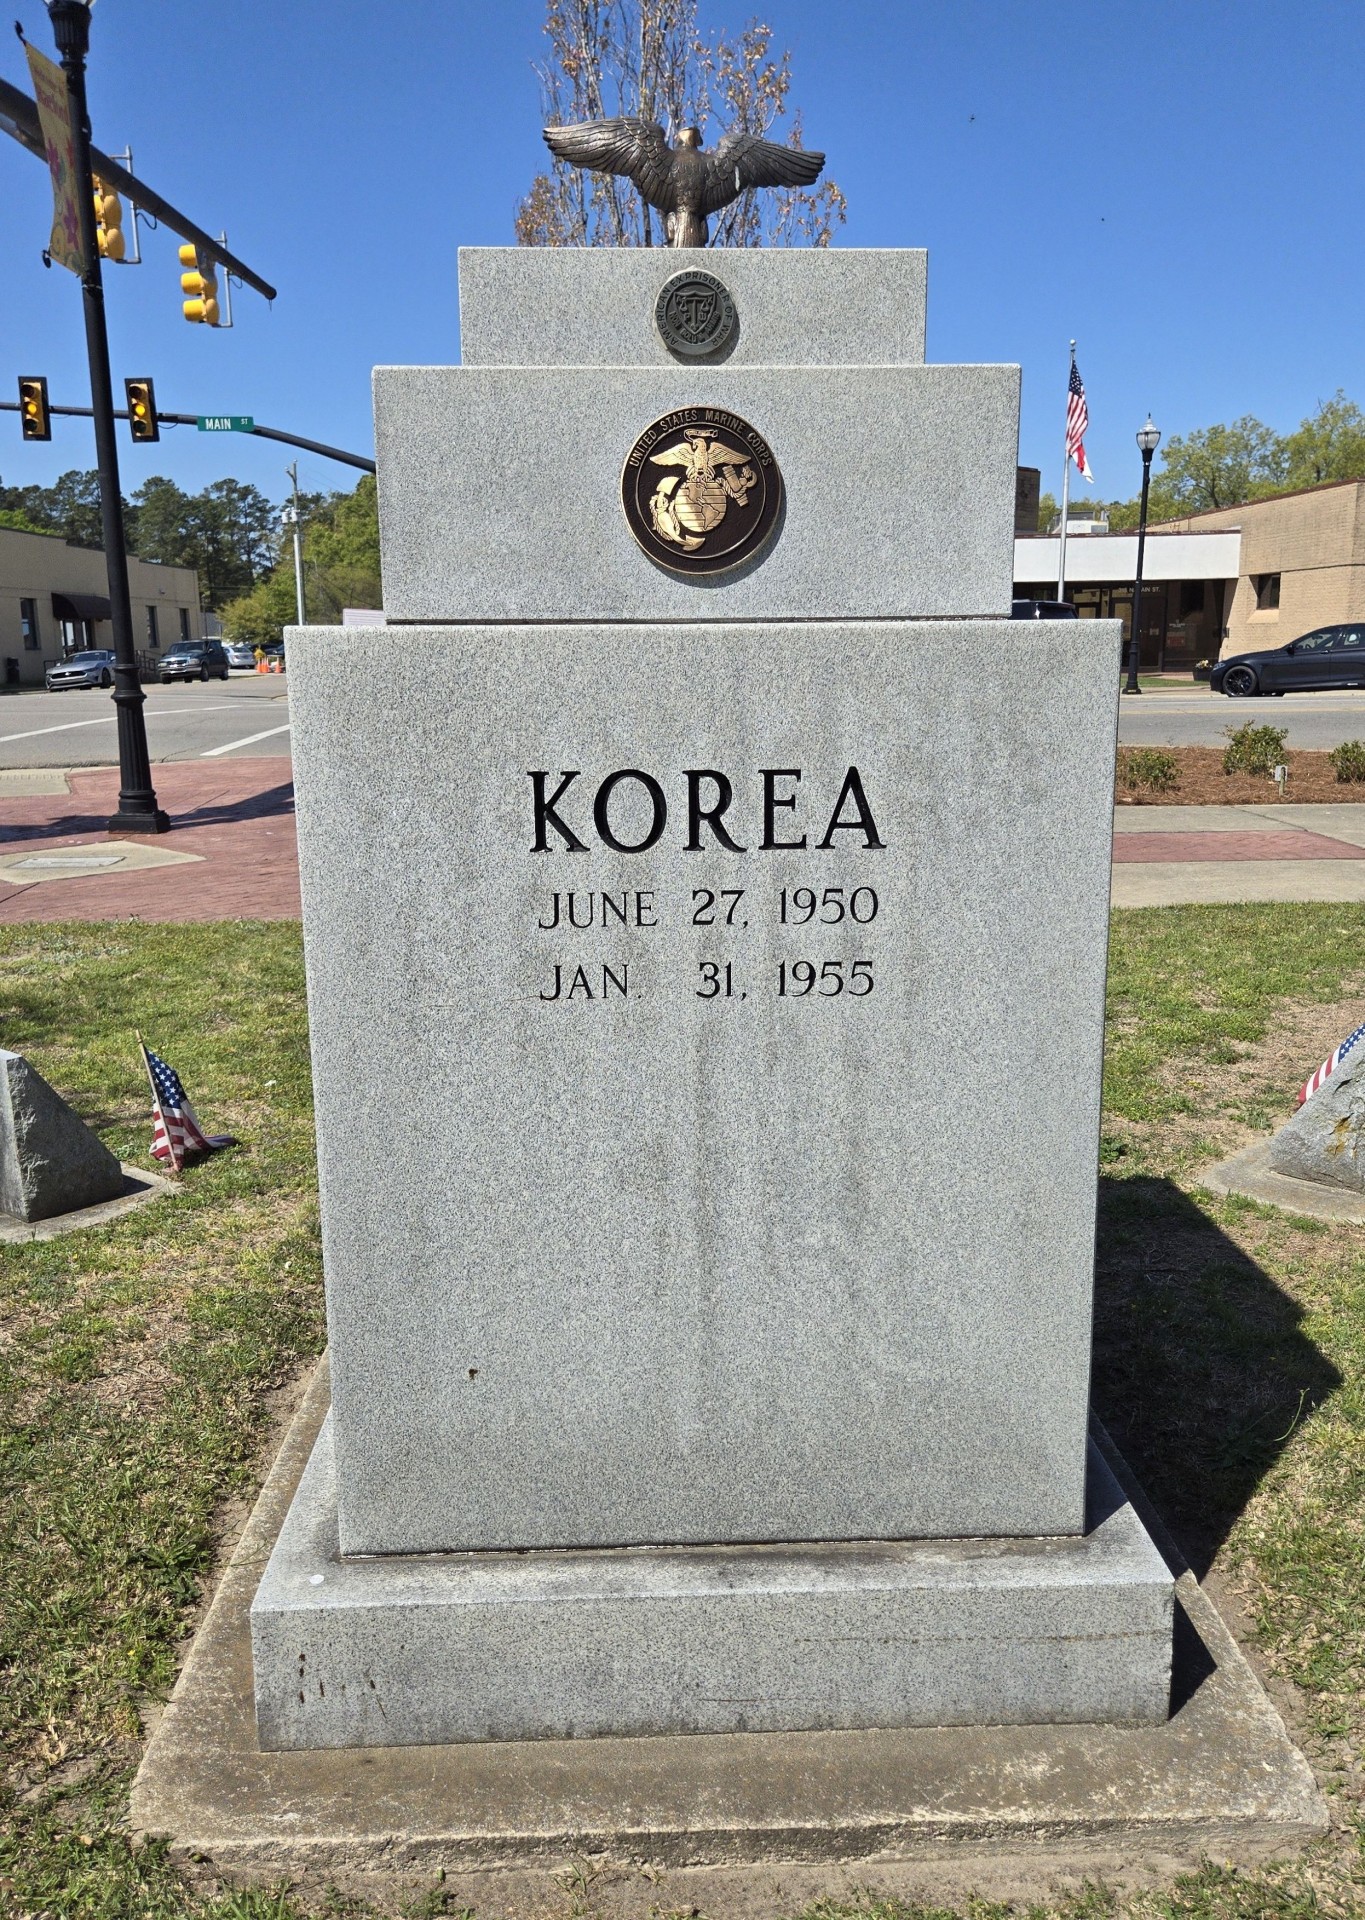 AMERICAN EX-PRISONERS OF WAR
UNITED STATES MARINE CORPS
MAIN ST
KOREA
JUNE 27, 1950
JAN. 31, 1955